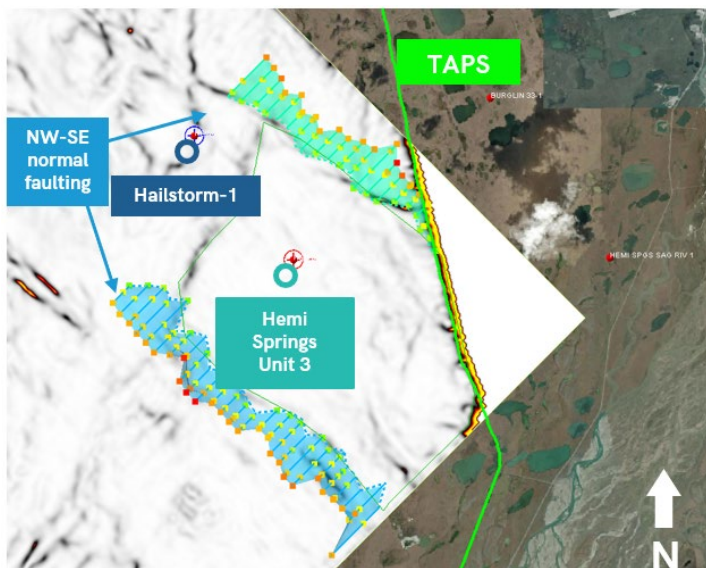 TAPS
BURGLIN 33-1
NW-SE
normal
faulting
Hailstorm-1
HEMI SPGS SAG RIV 1
Hemi
Springs
Unit 3
N